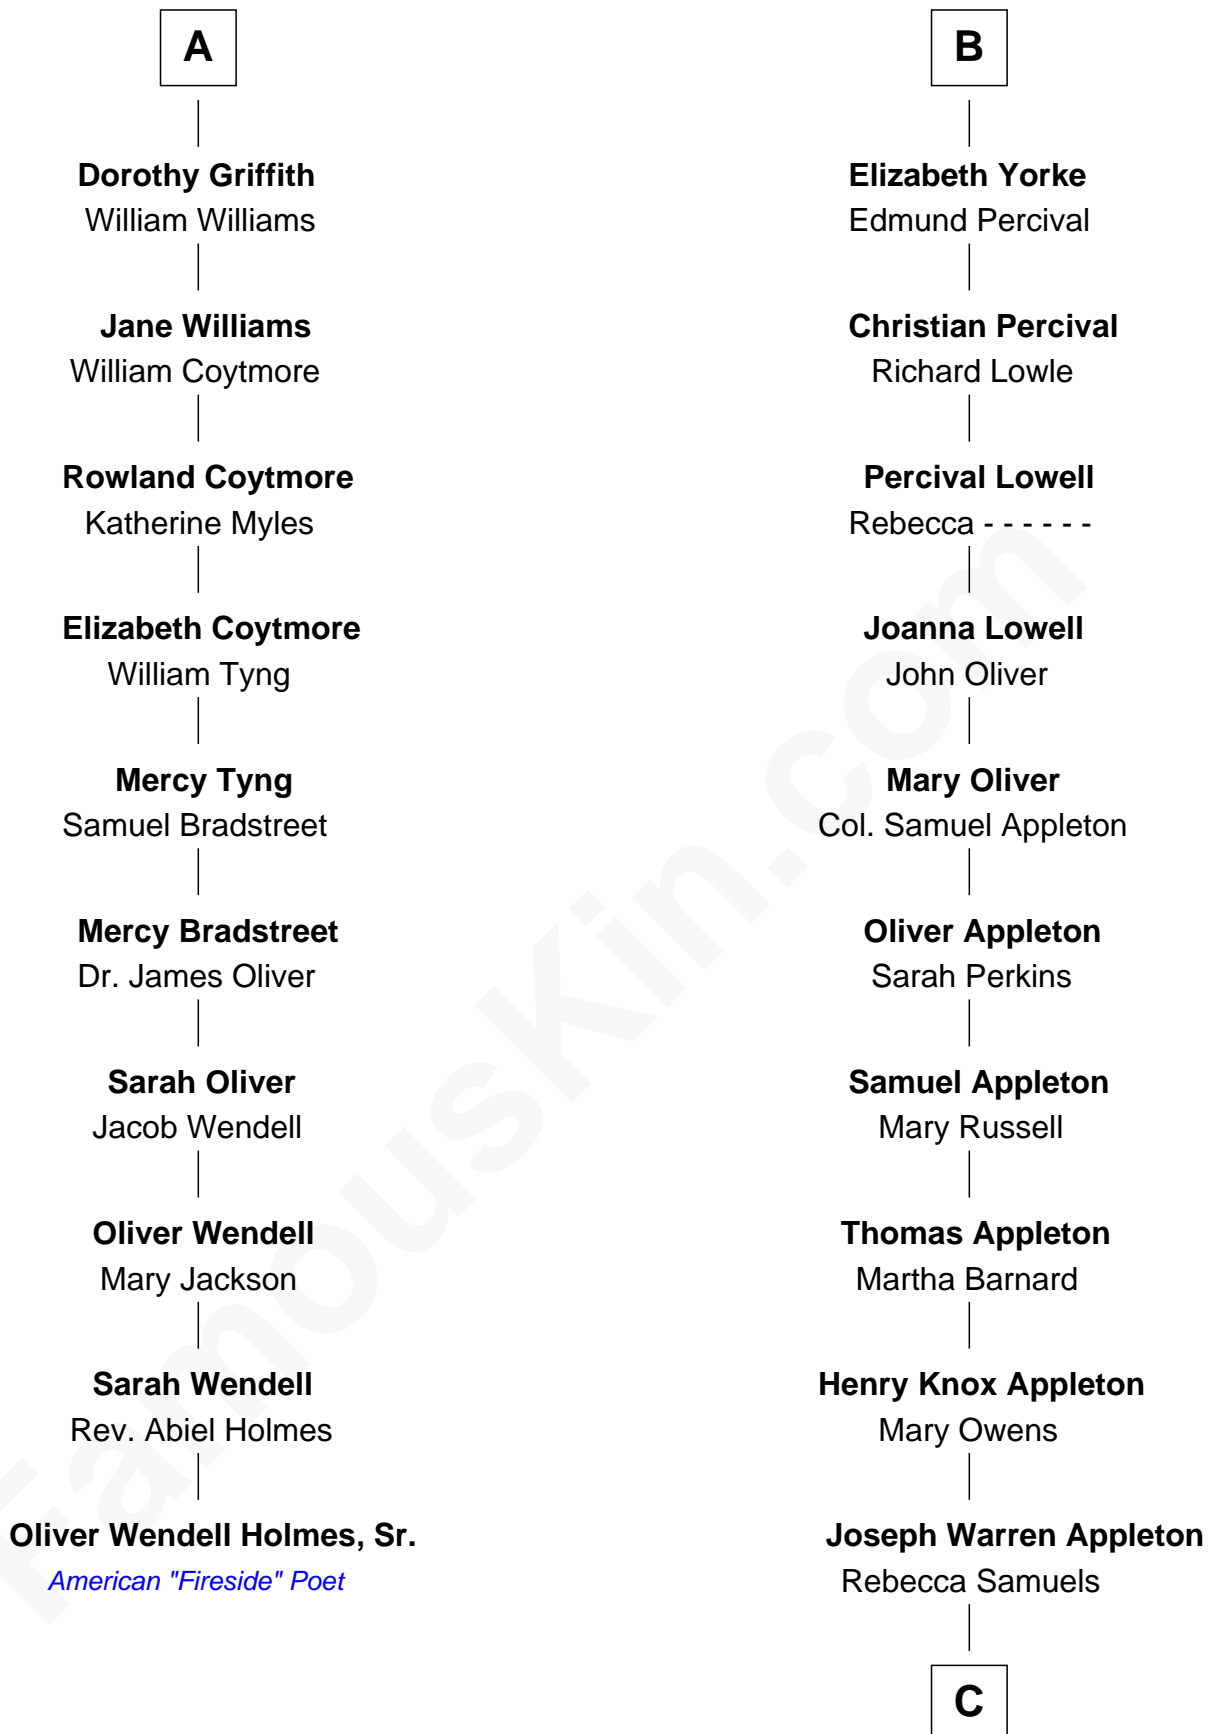 A
Dorothy Griffith
William Williams
Jane Williams
William Coytmore
Rowland Coytmore
Katherine Myles
Elizabeth Coytmore
William Tyng
Mercy Tyng
Samuel Bradstreet
Mercy Bradstreet
Dr. James Oliver
Sarah Oliver
Jacob Wendell
Oliver Wendell
Mary Jackson
Sarah Wendell
Rev. Abiel Holmes
Oliver Wendell Holmes, Sr.
American "Fireside" Poet
B
Elizabeth Yorke
Edmund Percival
Christian Percival
Richard Lowle
Percival Lowell
Rebecca - - - - - -
Joanna Lowell
John Oliver
Mary Oliver
Col. Samuel Appleton
Oliver Appleton
Sarah Perkins
Samuel Appleton
Mary Russell
Thomas Appleton
Martha Barnard
Henry Knox Appleton
Mary Owens
Joseph Warren Appleton
Rebecca Samuels
C
FamousKin.com